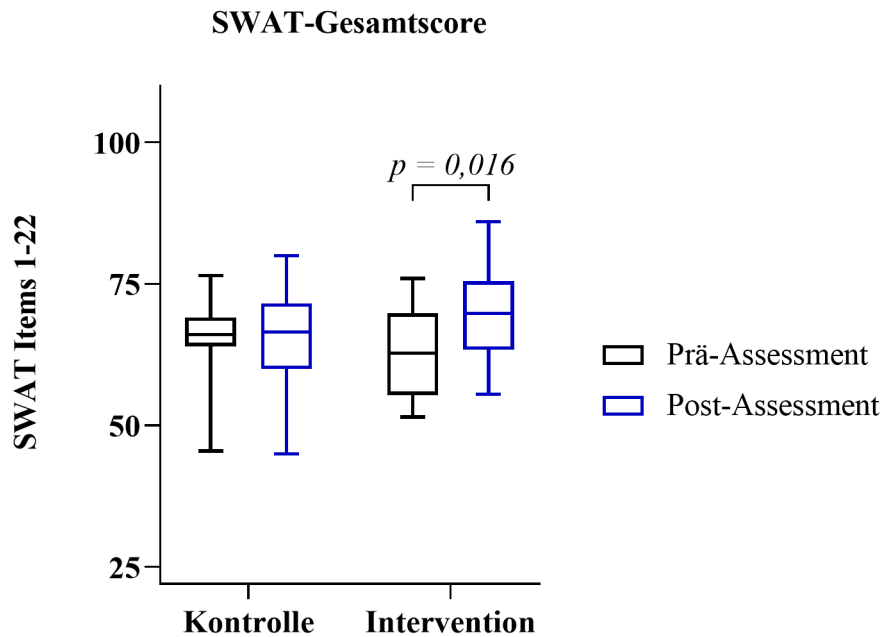 SWAT-Gesamtscore
SWAT Items 1-22
100
75
50
25
p = 0,016
Kontrolle
Intervention
Prä-Assessment
Post-Assessment